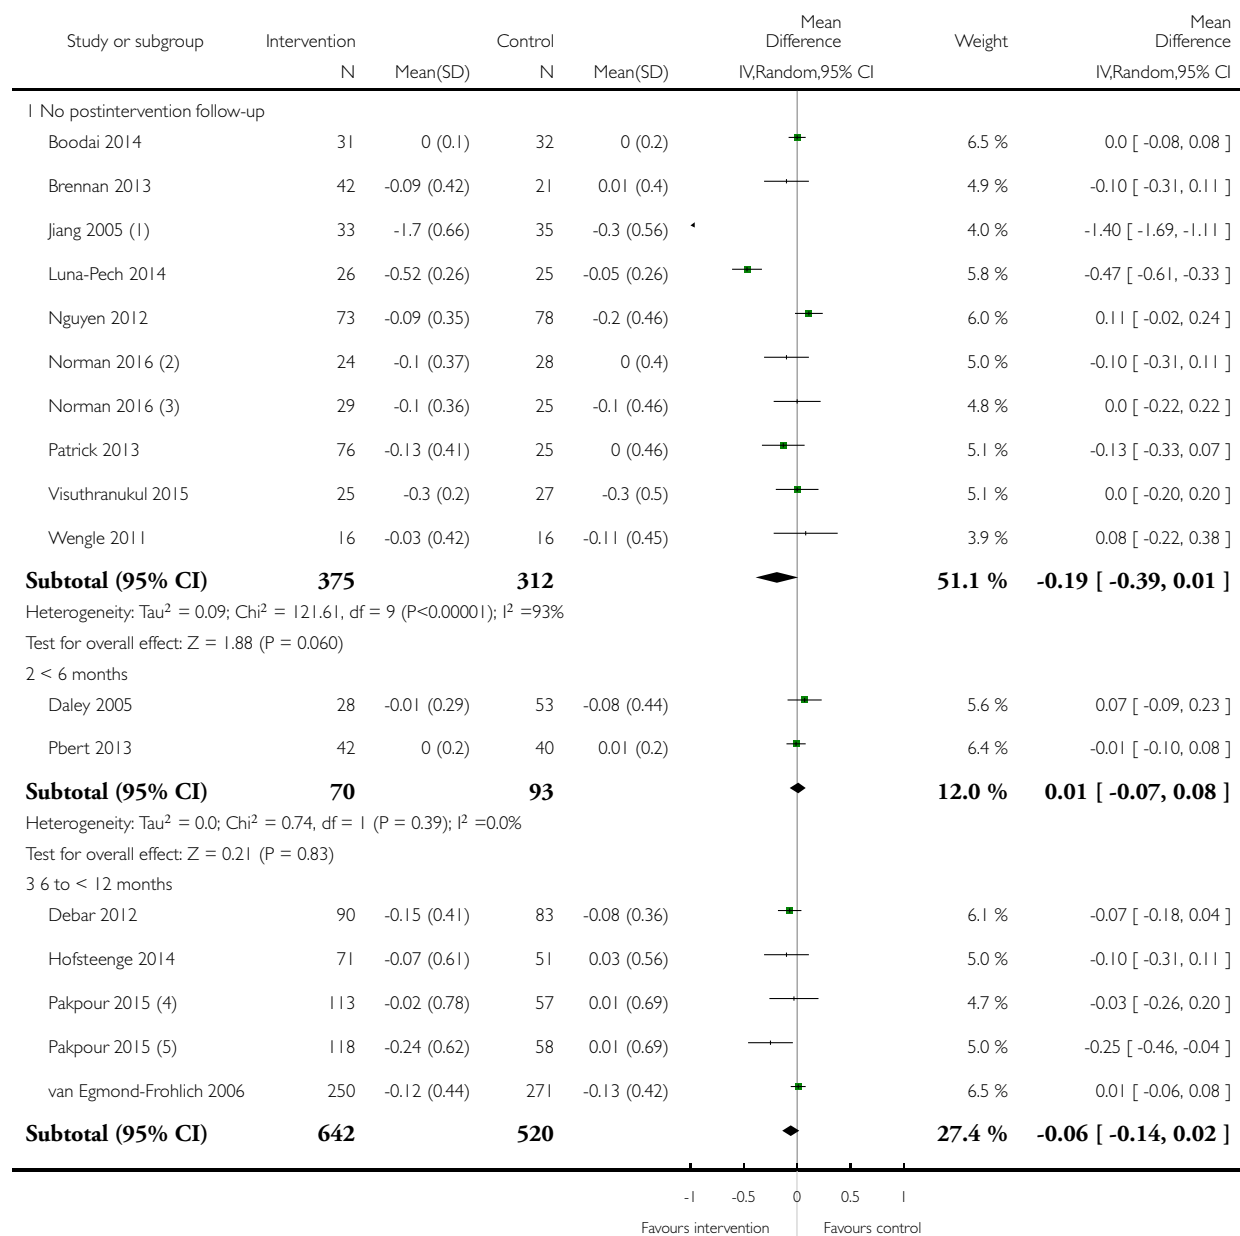 Study or subgroup Intervention Control Mean Difference Weight Mean Difference
N Mean(SD) N Mean(SD) IV,Random,95% CI IV,Random,95% CI
1 No postintervention follow-up
Boodai 2014 31 0 (0.1) 32 0 (0.2) 6.5 % 0.0 [ -0.08, 0.08 ]
Brennan 2013 42 -0.09 (0.42) 21 0.01 (0.4) 4.9 % -0.10 [ -0.31, 0.11 ]
Jiang 2005 (1) 33 -1.7 (0.66) 35 -0.3 (0.56) 4.0 % -1.40 [ -1.69, -1.11 ]
Luna-Pech 2014 26 -0.52 (0.26) 25 -0.05 (0.26) 5.8 % -0.47 [ -0.61, -0.33 ]
Nguyen 2012 73 -0.09 (0.35) 78 -0.2 (0.46) 6.0 % 0.11 [ -0.02, 0.24 ]
Norman 2016 (2) 24 -0.1 (0.37) 28 0 (0.4) 5.0 % -0.10 [ -0.31, 0.11 ]
Norman 2016 (3) 29 -0.1 (0.36) 25 -0.1 (0.46) 4.8 % 0.0 [ -0.22, 0.22 ]
Patrick 2013 76 -0.13 (0.41) 25 0 (0.46) 5.1 % -0.13 [ -0.33, 0.07 ]
Visuthranukul 2015 25 -0.3 (0.2) 27 -0.3 (0.5) 5.1 % 0.0 [ -0.20, 0.20 ]
Wengle 2011 16 -0.03 (0.42) 16 -0.11 (0.45) 3.9 % 0.08 [ -0.22, 0.38 ]
Subtotal (95% CI) 375 312 51.1 % -0.19 [ -0.39, 0.01 ]
Heterogeneity: Tau² = 0.09; Chi² = 121.61, df = 9 (P<0.00001); I² =93%
Test for overall effect: Z = 1.88 (P = 0.060)
2 < 6 months
Daley 2005 28 -0.01 (0.29) 53 -0.08 (0.44) 5.6 % 0.07 [ -0.09, 0.23 ]
Pbert 2013 42 0 (0.2) 40 0.01 (0.2) 6.4 % -0.01 [ -0.10, 0.08 ]
Subtotal (95% CI) 70 93 12.0 % 0.01 [ -0.07, 0.08 ]
Heterogeneity: Tau² = 0.0; Chi² = 0.74, df = 1 (P = 0.39); I² =0.0%
Test for overall effect: Z = 0.21 (P = 0.83)
3 6 to < 12 months
Debar 2012 90 -0.15 (0.41) 83 -0.08 (0.36) 6.1 % -0.07 [ -0.18, 0.04 ]
Hofsteenge 2014 71 -0.07 (0.61) 51 0.03 (0.56) 5.0 % -0.10 [ -0.31, 0.11 ]
Pakpour 2015 (4) 113 -0.02 (0.78) 57 0.01 (0.69) 4.7 % -0.03 [ -0.26, 0.20 ]
Pakpour 2015 (5) 118 -0.24 (0.62) 58 0.01 (0.69) 5.0 % -0.25 [ -0.46, -0.04 ]
van Egmond-Frohlich 2006 250 -0.12 (0.44) 271 -0.13 (0.42) 6.5 % 0.01 [ -0.06, 0.08 ]
Subtotal (95% CI) 642 520 27.4 % -0.06 [ -0.14, 0.02 ]
-1 -0.5 0 0.5 1
Favours intervention Favours control